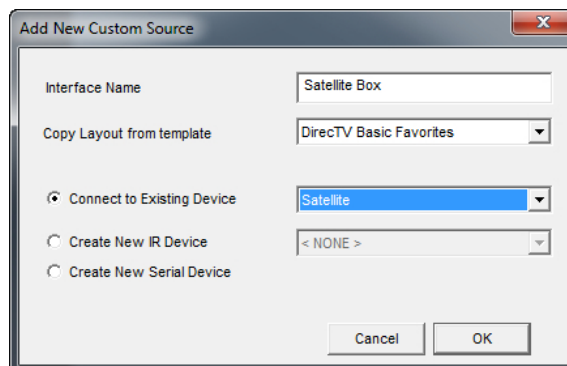 Add New Custom Source
Interface Name Satellite Box
Copy Layout from template DirecTV Basic Favorites
Connect to Existing Device Satellite
Create New IR Device < NONE >
Create New Serial Device
Cancel OK